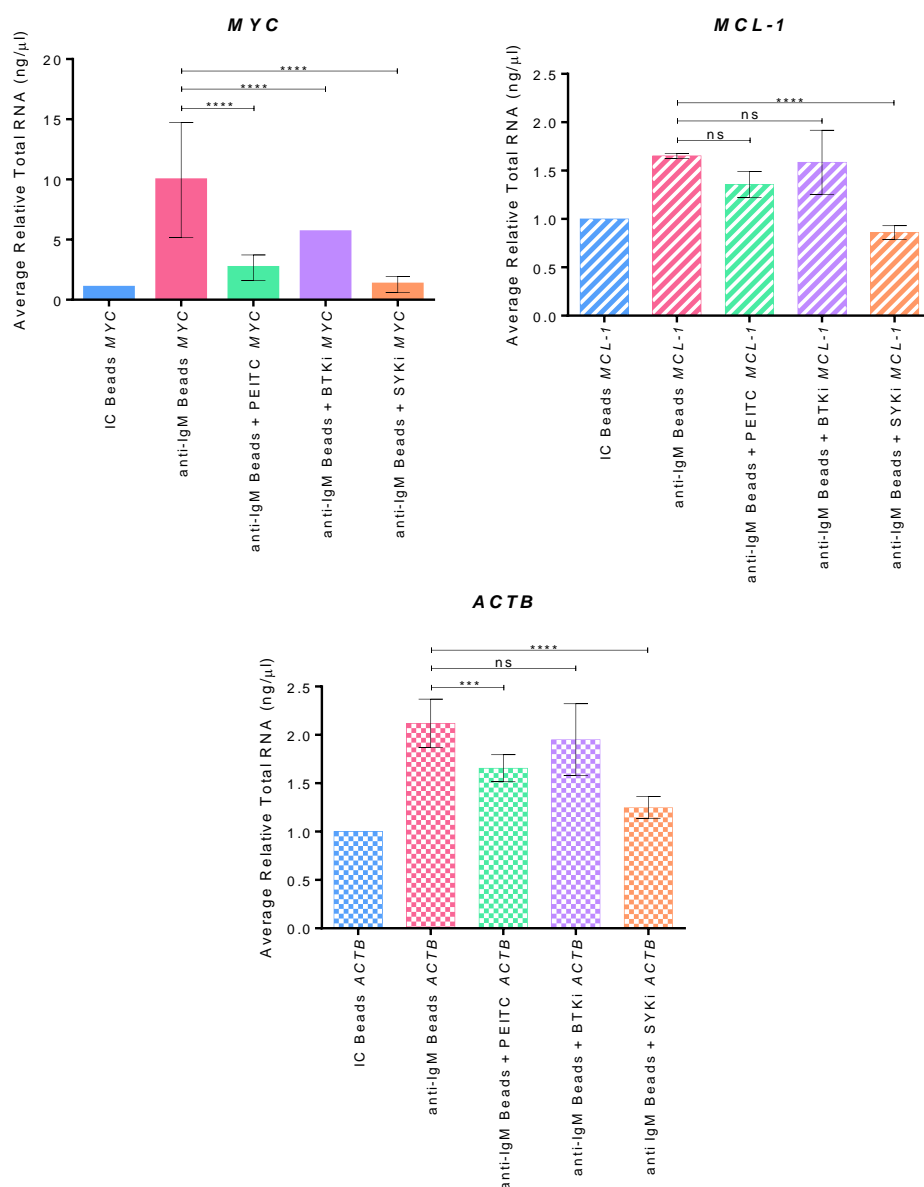 MYC
Average Relative Total RNA (ng/µl)
20
15
10
5
0
****
****
****
IC Beads MYC
anti-IgM Beads MYC
anti-IgM Beads + PEITC MYC
anti-IgM Beads + BTKi MYC
anti-IgM Beads + SYKi MYC
MCL-1
Average Relative Total RNA (ng/µl)
2.5
2.0
1.5
1.0
0.5
0.0
****
ns
ns
IC Beads MCL-1
anti-IgM Beads MCL-1
anti-IgM Beads + PEITC MCL-1
anti-IgM Beads + BTKi MCL-1
anti-IgM Beads + SYKi MCL-1
ACTB
Average Relative Total RNA (ng/µl)
2.5
2.0
1.5
1.0
0.5
0.0
****
ns
***
IC Beads ACTB
anti-IgM Beads ACTB
anti-IgM Beads + PEITC ACTB
anti-IgM Beads + BTKi ACTB
anti IgM Beads + SYKi ACTB